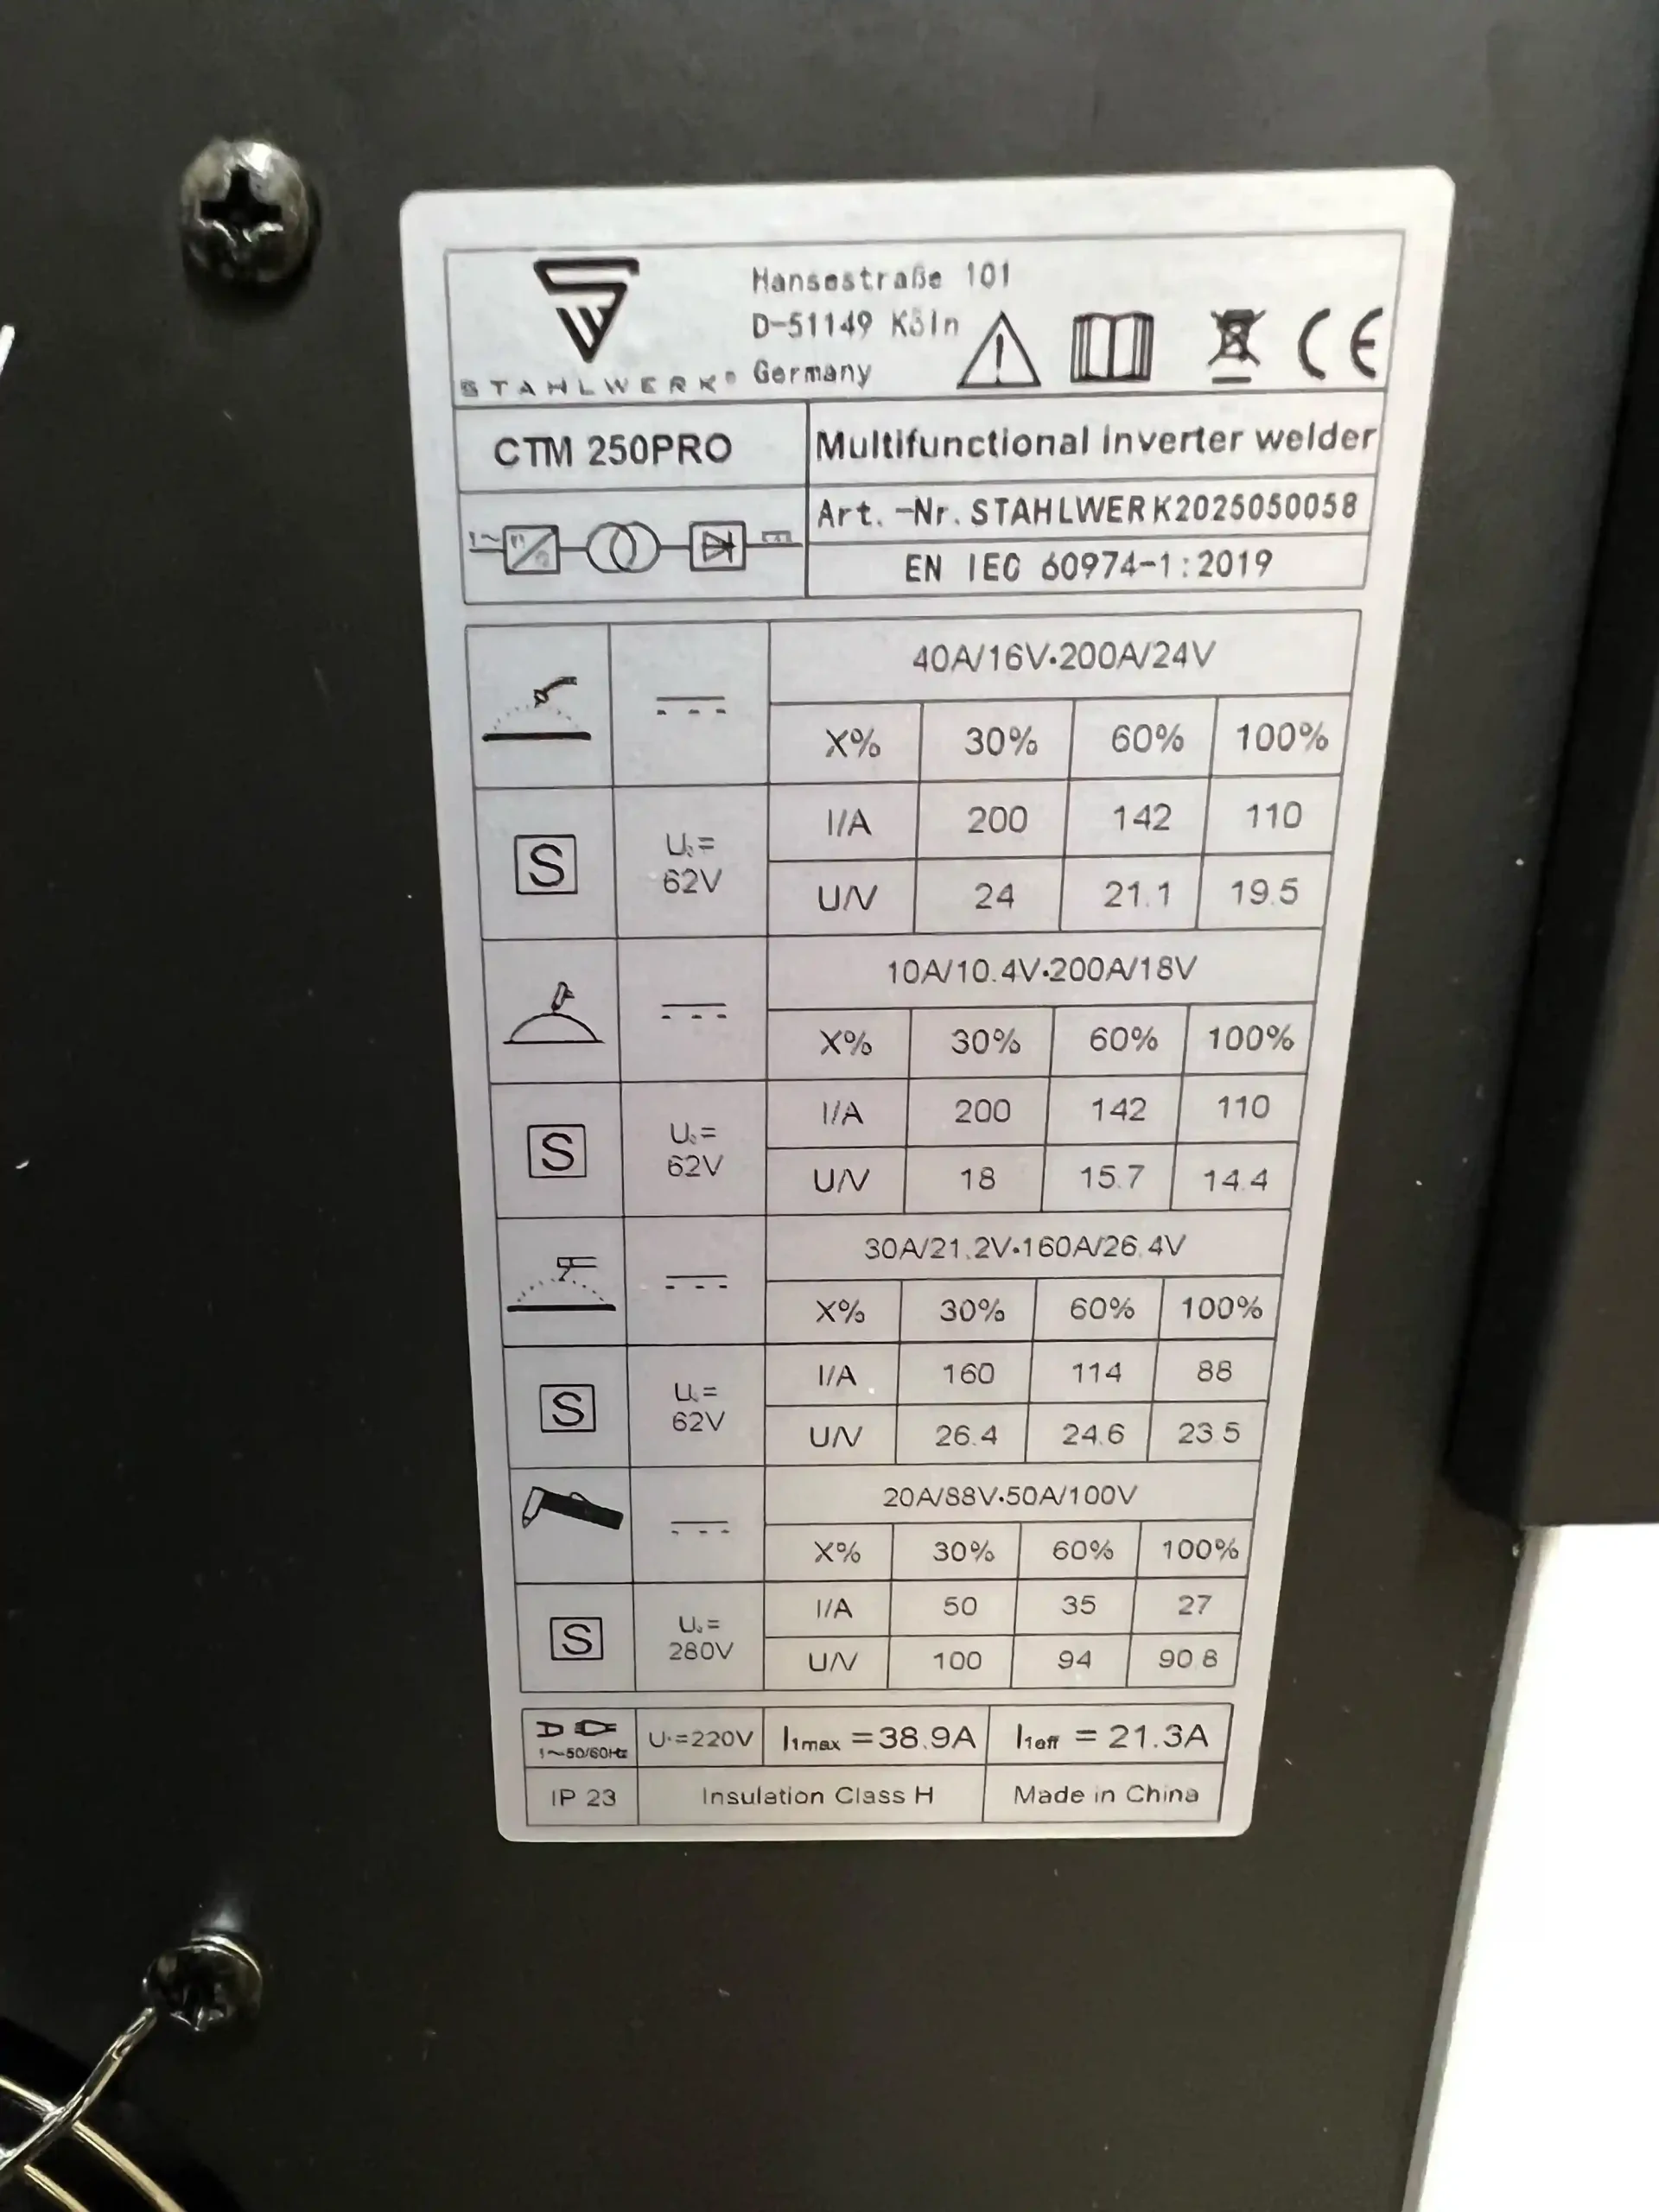 Hansestraße 101
D-51149 Köln
Germany
STAHLWERK®
CE
CTM 250PRO
Multifunctional inverter welder
Art. -Nr. STAHLWERK2025050058
EN IEC 60974-1:2019
1~
40A/16V-200A/24V
X% 30% 60% 100%
I/A 200 142 110
U/V 24 21.1 19.5
S
U₀=
62V
10A/10.4V-200A/18V
X% 30% 60% 100%
I/A 200 142 110
U/V 18 15.7 14.4
S
U₀=
62V
30A/21.2V-160A/26.4V
X% 30% 60% 100%
I/A 160 114 88
U/V 26.4 24.6 23.5
S
U₀=
62V
20A/88V-50A/100V
X% 30% 60% 100%
I/A 50 35 27
U/V 100 94 90.8
S
U₀=
280V
1~50/60Hz
U₁=220V
I₁max =38.9A
I₁eff = 21.3A
IP 23
Insulation Class H
Made in China